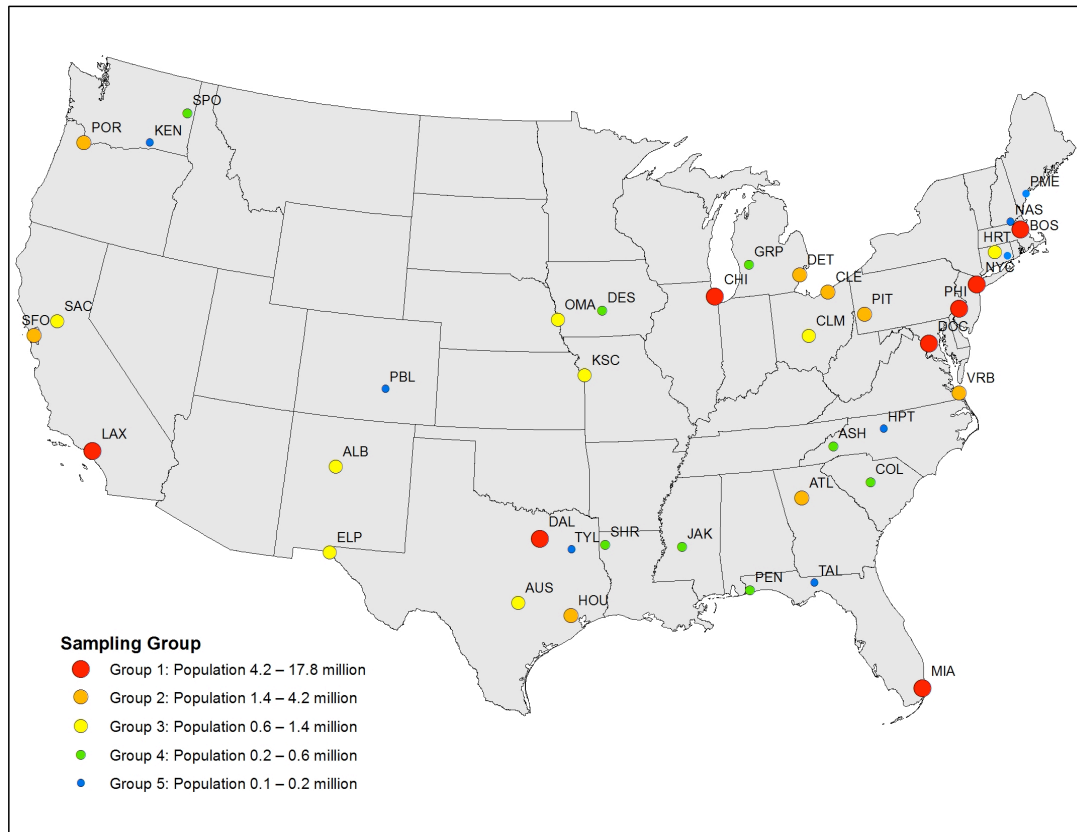 SPO
POR
KEN
PME
NAS
BOS
HRT
GRP
DET
NYC
CHI
CLE
SAC
OMA
DES
PIT
PHI
SFO
CLM
DOC
KSC
PBL
VRB
HPT
LAX
ASH
ALB
COL
ATL
DAL
ELP
TYL
SHR
JAK
AUS
HOU
PEN
TAL
MIA
Sampling Group
Group 1: Population 4.2 – 17.8 million
Group 2: Population 1.4 – 4.2 million
Group 3: Population 0.6 – 1.4 million
Group 4: Population 0.2 – 0.6 million
Group 5: Population 0.1 – 0.2 million